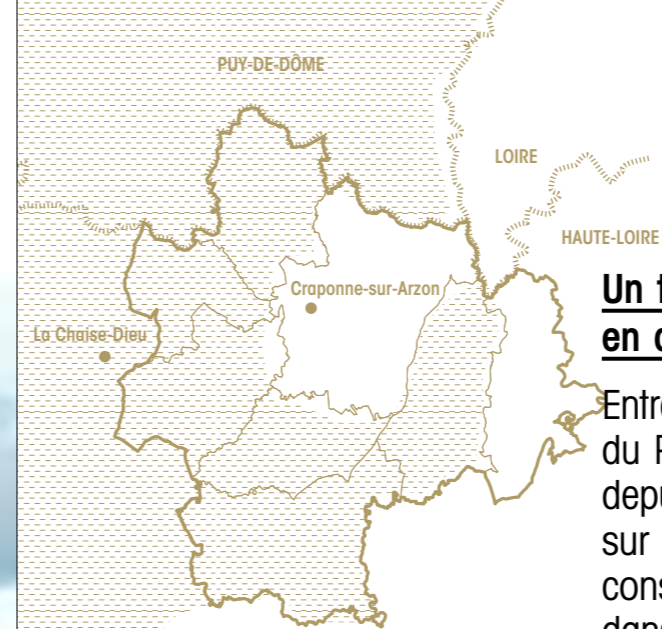 PUY-DE-DÔME
LOIRE
HAUTE-LOIRE
Craponne-sur-Arzon
La Chaise-Dieu
Un
en
Entre
du
depu
sur
cons
dans